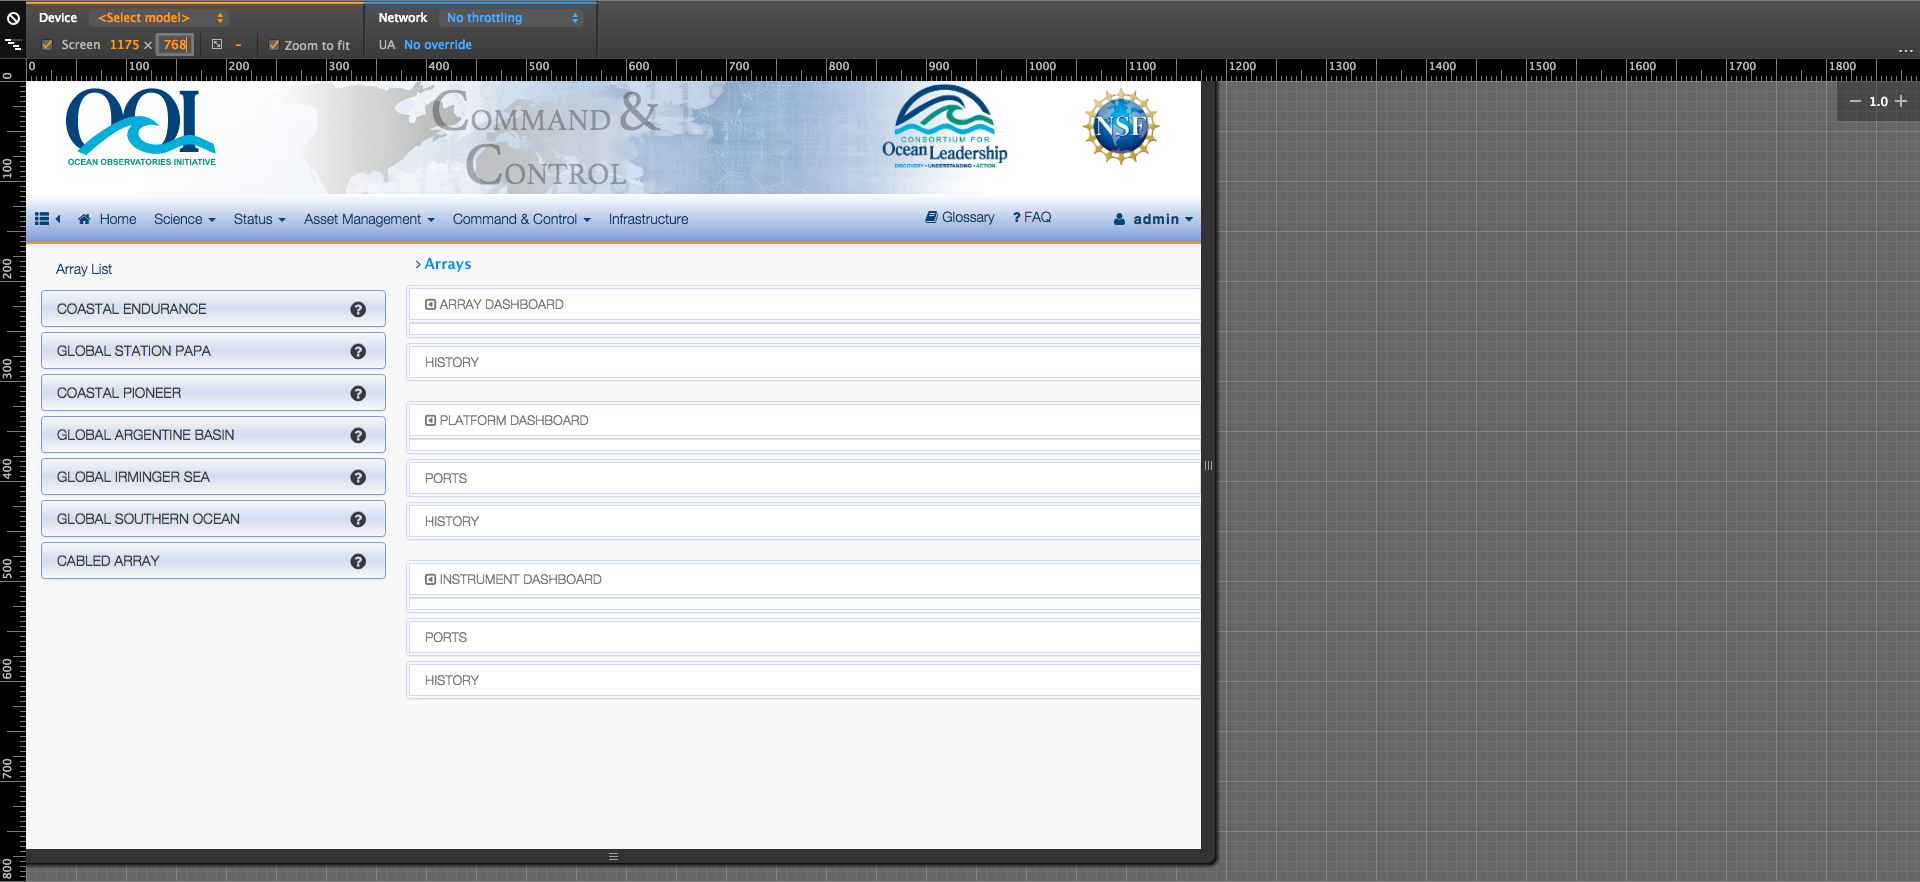 Device <Select model> Network No throttling
Screen 1175 × 768 Zoom to fit UA No override
...
0 100 200 300 400 500 600 700 800 900 1000 1100 1200 1300 1400 1500 1600 1700 1800
0
100
200
300
400
500
600
700
800
1.0
OOI
OCEAN OBSERVATORIES INITIATIVE
COMMAND &
CONTROL
CONSORTIUM FOR
Ocean Leadership
DISCOVERY • UNDERSTANDING • ACTION
NSF
Home Science Status Asset Management Command & Control Infrastructure Glossary ? FAQ admin
Array List
COASTAL ENDURANCE ?
GLOBAL STATION PAPA ?
COASTAL PIONEER ?
GLOBAL ARGENTINE BASIN ?
GLOBAL IRMINGER SEA ?
GLOBAL SOUTHERN OCEAN ?
CABLED ARRAY ?
> Arrays
ARRAY DASHBOARD
HISTORY
PLATFORM DASHBOARD
PORTS
HISTORY
INSTRUMENT DASHBOARD
PORTS
HISTORY